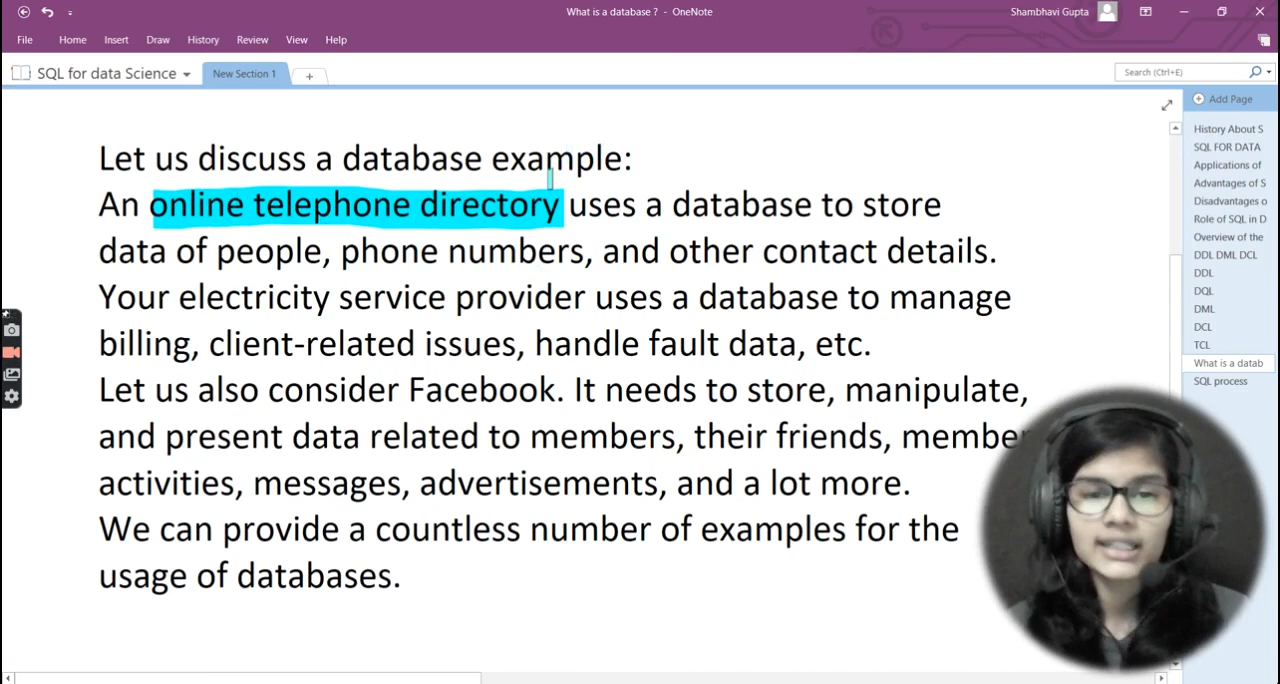 What is a database ? - OneNote
Shambhavi Gupta
File Home Insert Draw History Review View Help
SQL for data Science
New Section 1
+
Search (Ctrl+E)
Add Page
Let us discuss a database example:
An online telephone directory uses a database to store
data of people, phone numbers, and other contact details.
Your electricity service provider uses a database to manage
billing, client-related issues, handle fault data, etc.
Let us also consider Facebook. It needs to store, manipulate,
and present data related to members, their friends, member
activities, messages, advertisements, and a lot more.
We can provide a countless number of examples for the
usage of databases.
History About S
SQL FOR DATA
Applications of
Advantages of S
Disadvantages o
Role of SQL in D
Overview of the
DDL DML DCL
DDL
DQL
DML
DCL
TCL
What is a datab
SQL process